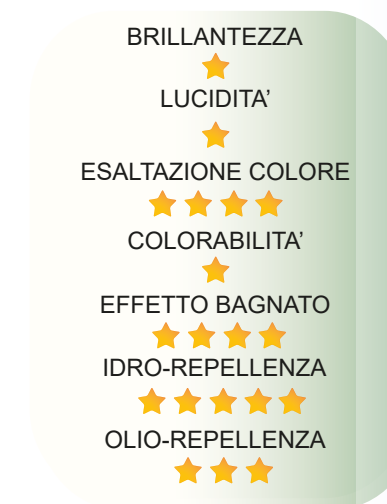 BRILLANTEZZA
LUCIDITA’
ESALTAZIONE COLORE
COLORABILITA’
EFFETTO BAGNATO
IDRO-REPELLENZA
OLIO-REPELLENZA